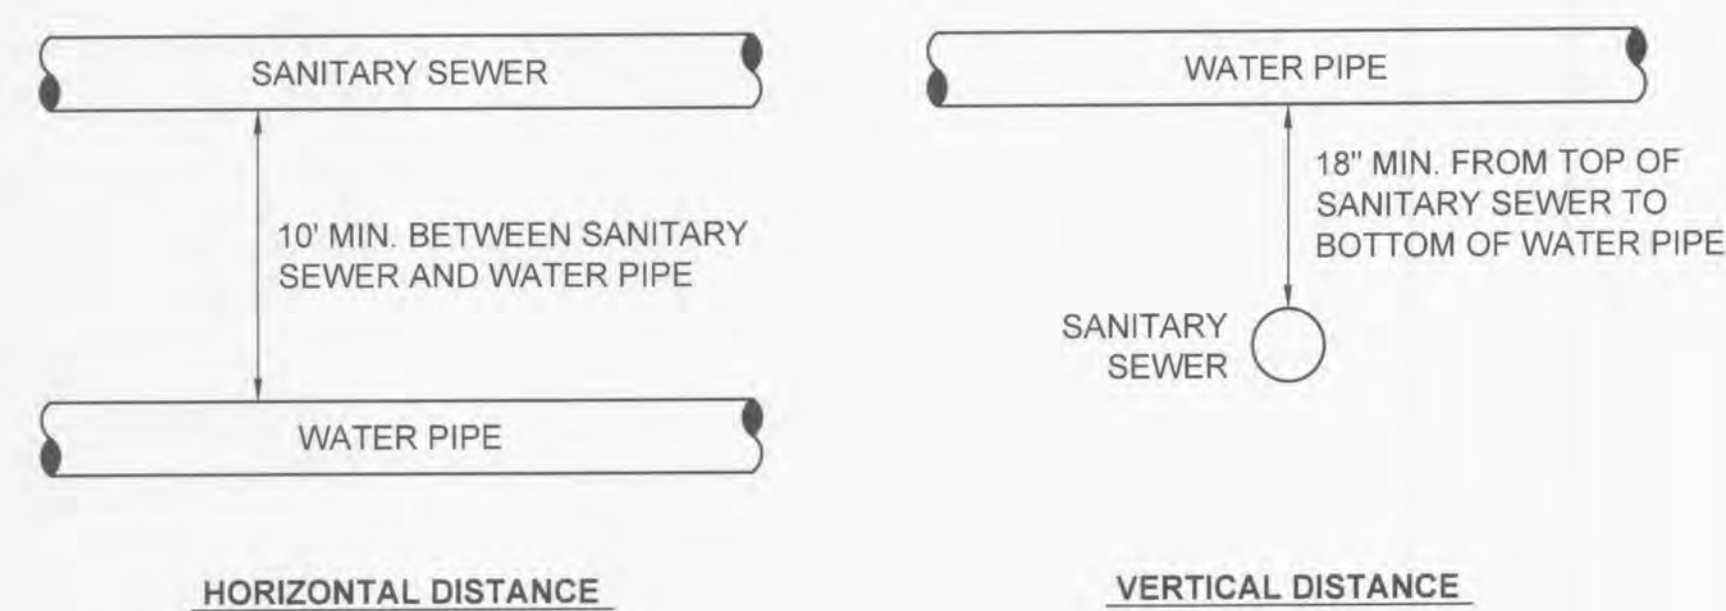 SANITARY SEWER
10' MIN. BETWEEN SANITARY
SEWER AND WATER PIPE
WATER PIPE
HORIZONTAL DISTANCE
WATER PIPE
18" MIN. FROM TOP OF
SANITARY SEWER TO
BOTTOM OF WATER PIPE
SANITARY
SEWER
VERTICAL DISTANCE